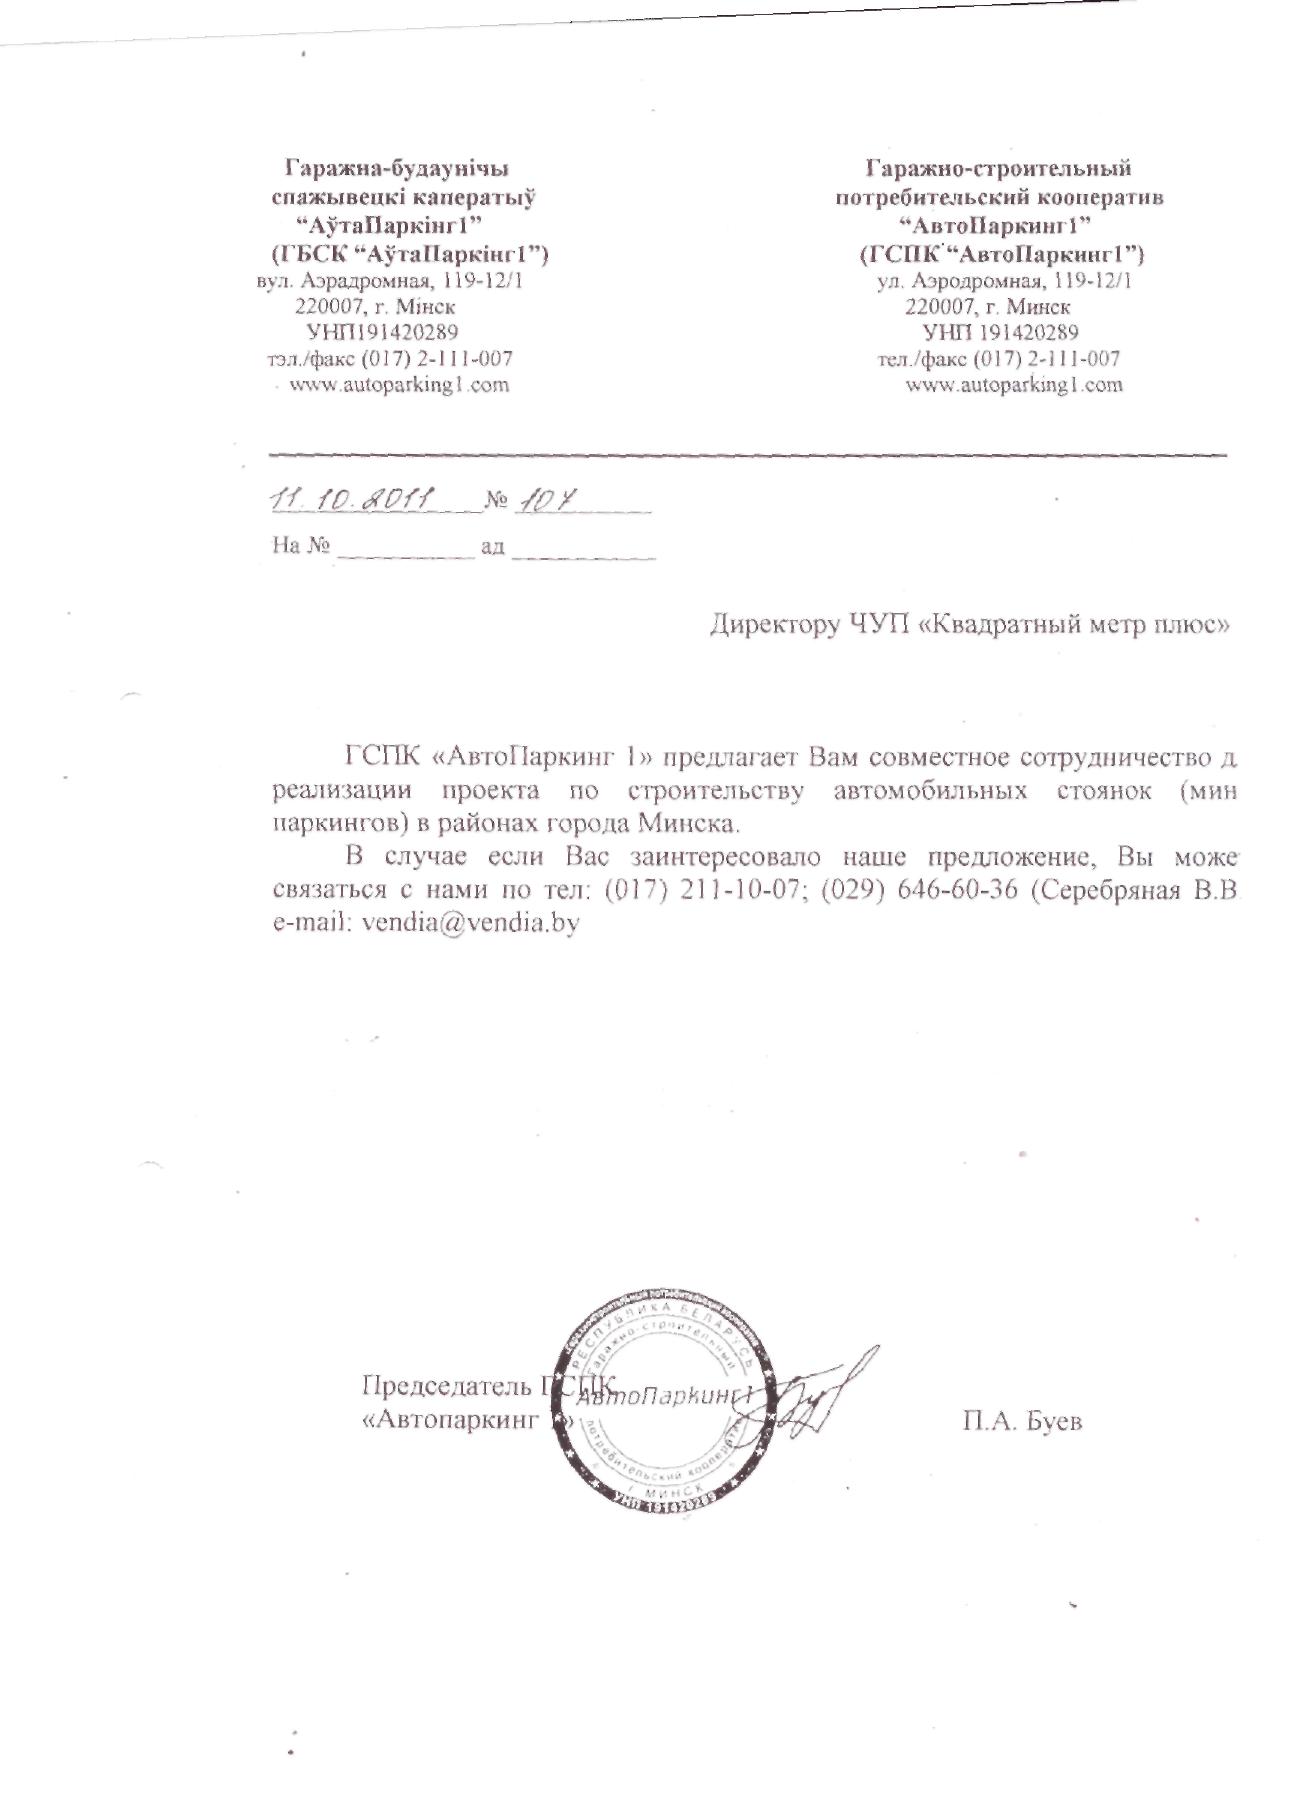 Гаражна-будаунічы
спажывецкі каператыў
“АўтаПаркінг1”
(ГБСК “АўтаПаркінг1”)
вул. Аэрадромная, 119-12/1
220007, г. Мінск
УНП191420289
тэл./факс (017) 2-111-007
www.autoparking1.com
Гаражно-строительный
потребительский кооператив
“АвтоПаркинг1”
(ГСПК “АвтоПаркинг1”)
ул. Аэродромная, 119-12/1
220007, г. Минск
УНП 191420289
тел./факс (017) 2-111-007
www.autoparking1.com
11.10.2011 № 107
На № ад
Директору ЧУП «Квадратный метр плюс»
ГСПК «АвтоПаркинг 1» предлагает Вам совместное сотрудничество д
реализации проекта по строительству автомобильных стоянок (мин
паркингов) в районах города Минска.
В случае если Вас заинтересовало наше предложение, Вы може
связаться с нами по тел: (017) 211-10-07; (029) 646-60-36 (Серебряная В.В
e-mail: vendia@vendia.by
Председатель ГСПК
«Автопаркинг 1»
П.А. Буев
РЕСПУБЛИКА БЕЛАРУСЬ
Гаражно-строительный
АвтоПаркинг1
потребительский кооператив
г. МИНСК
УНП 191420289